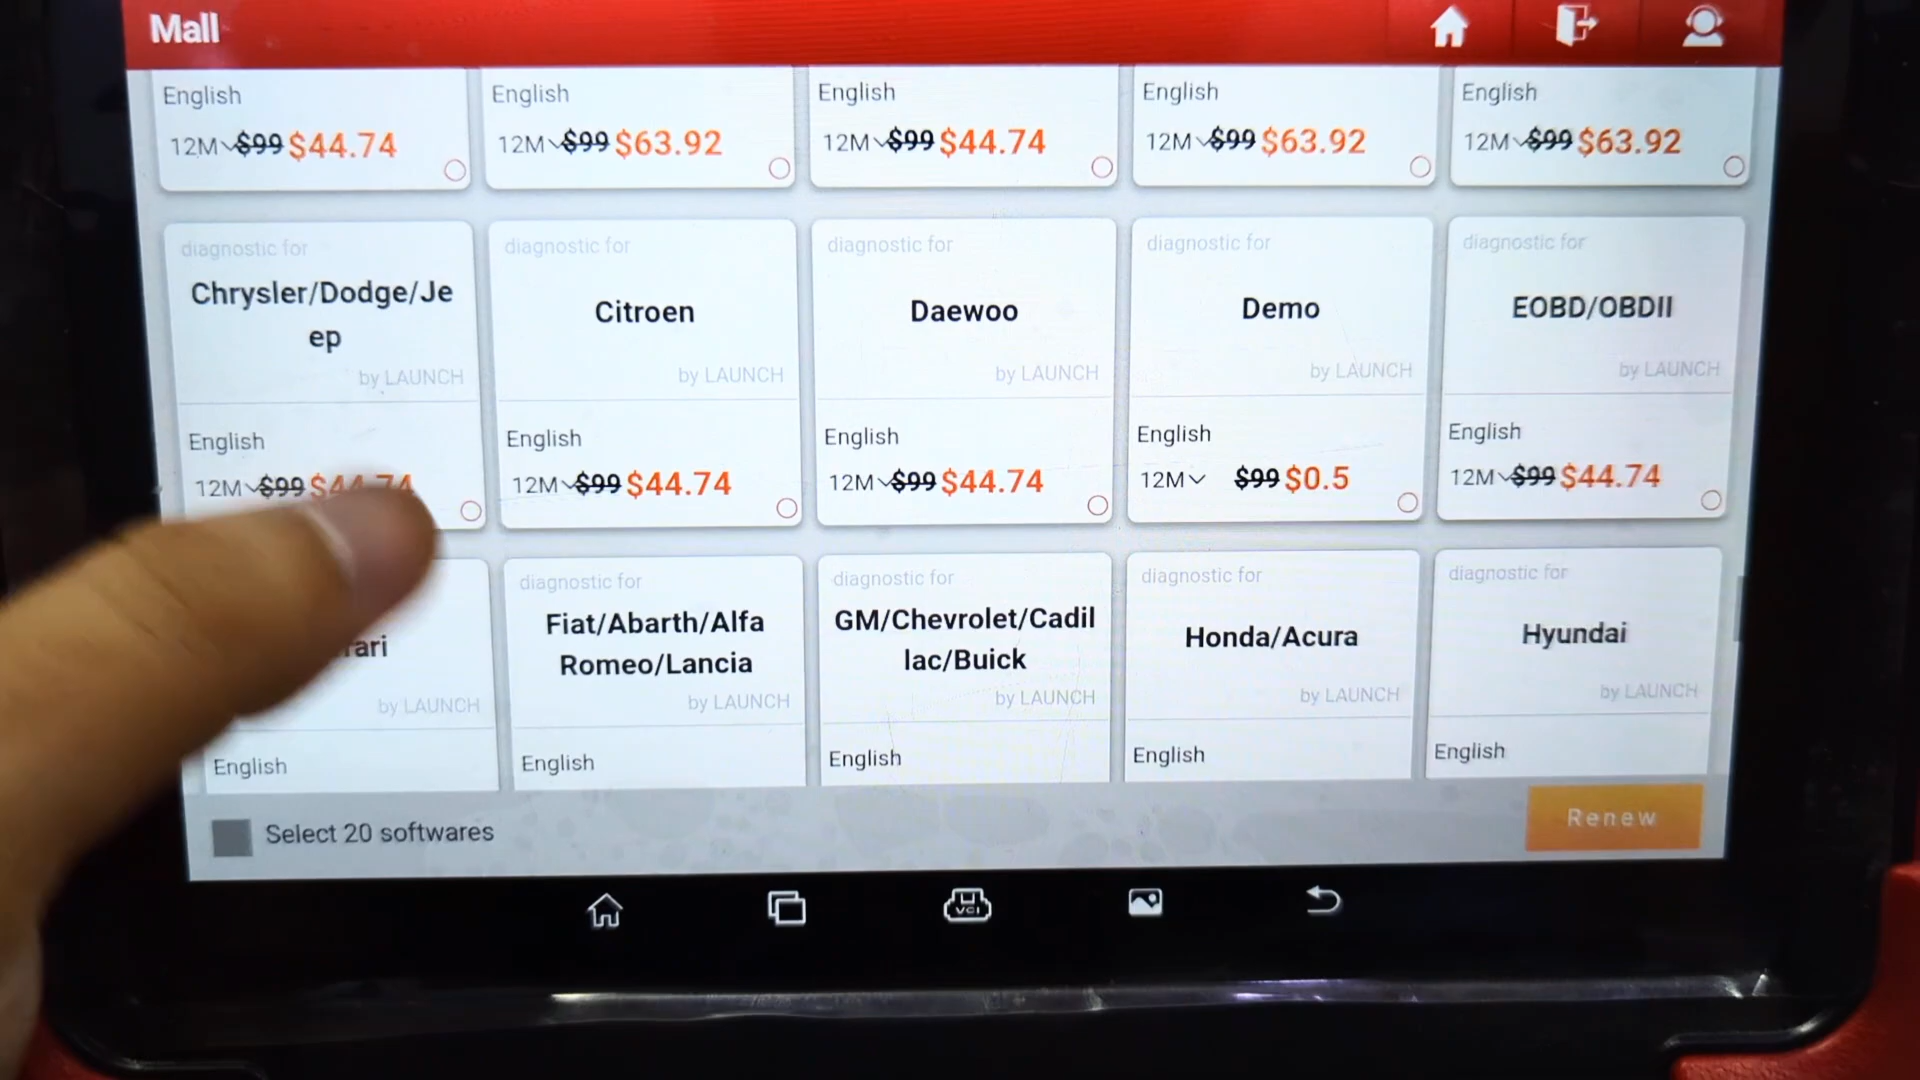 Mall
English English English English English
12M $99 $44.74 12M $99 $63.92 12M $99 $44.74 12M $99 $63.92 12M $99 $63.92
diagnostic for diagnostic for diagnostic for diagnostic for diagnostic for
Chrysler/Dodge/Je
ep
Citroen
Daewoo
Demo
EOBD/OBDII
by LAUNCH by LAUNCH by LAUNCH by LAUNCH by LAUNCH
English English English English English
12M $99 $44.74 12M $99 $44.74 12M $99 $44.74 12M $99 $0.5 12M $99 $44.74
diagnostic for diagnostic for diagnostic for diagnostic for
rari
Fiat/Abarth/Alfa
Romeo/Lancia
GM/Chevrolet/Cadil
lac/Buick
Honda/Acura
Hyundai
by LAUNCH by LAUNCH by LAUNCH by LAUNCH by LAUNCH
English English English English English
Select 20 softwares
Renew
VCI